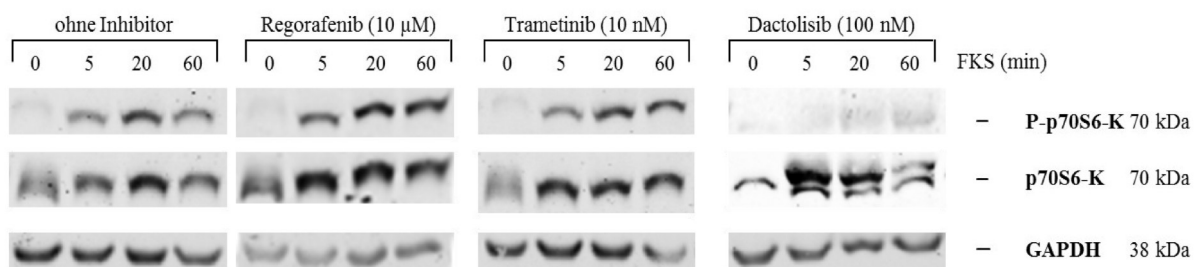 ohne Inhibitor Regorafenib (10 µM) Trametinib (10 nM) Dactolisib (100 nM)
0 5 20 60 0 5 20 60 0 5 20 60 0 5 20 60 FKS (min)
– P-p70S6-K 70 kDa
– p70S6-K 70 kDa
– GAPDH 38 kDa